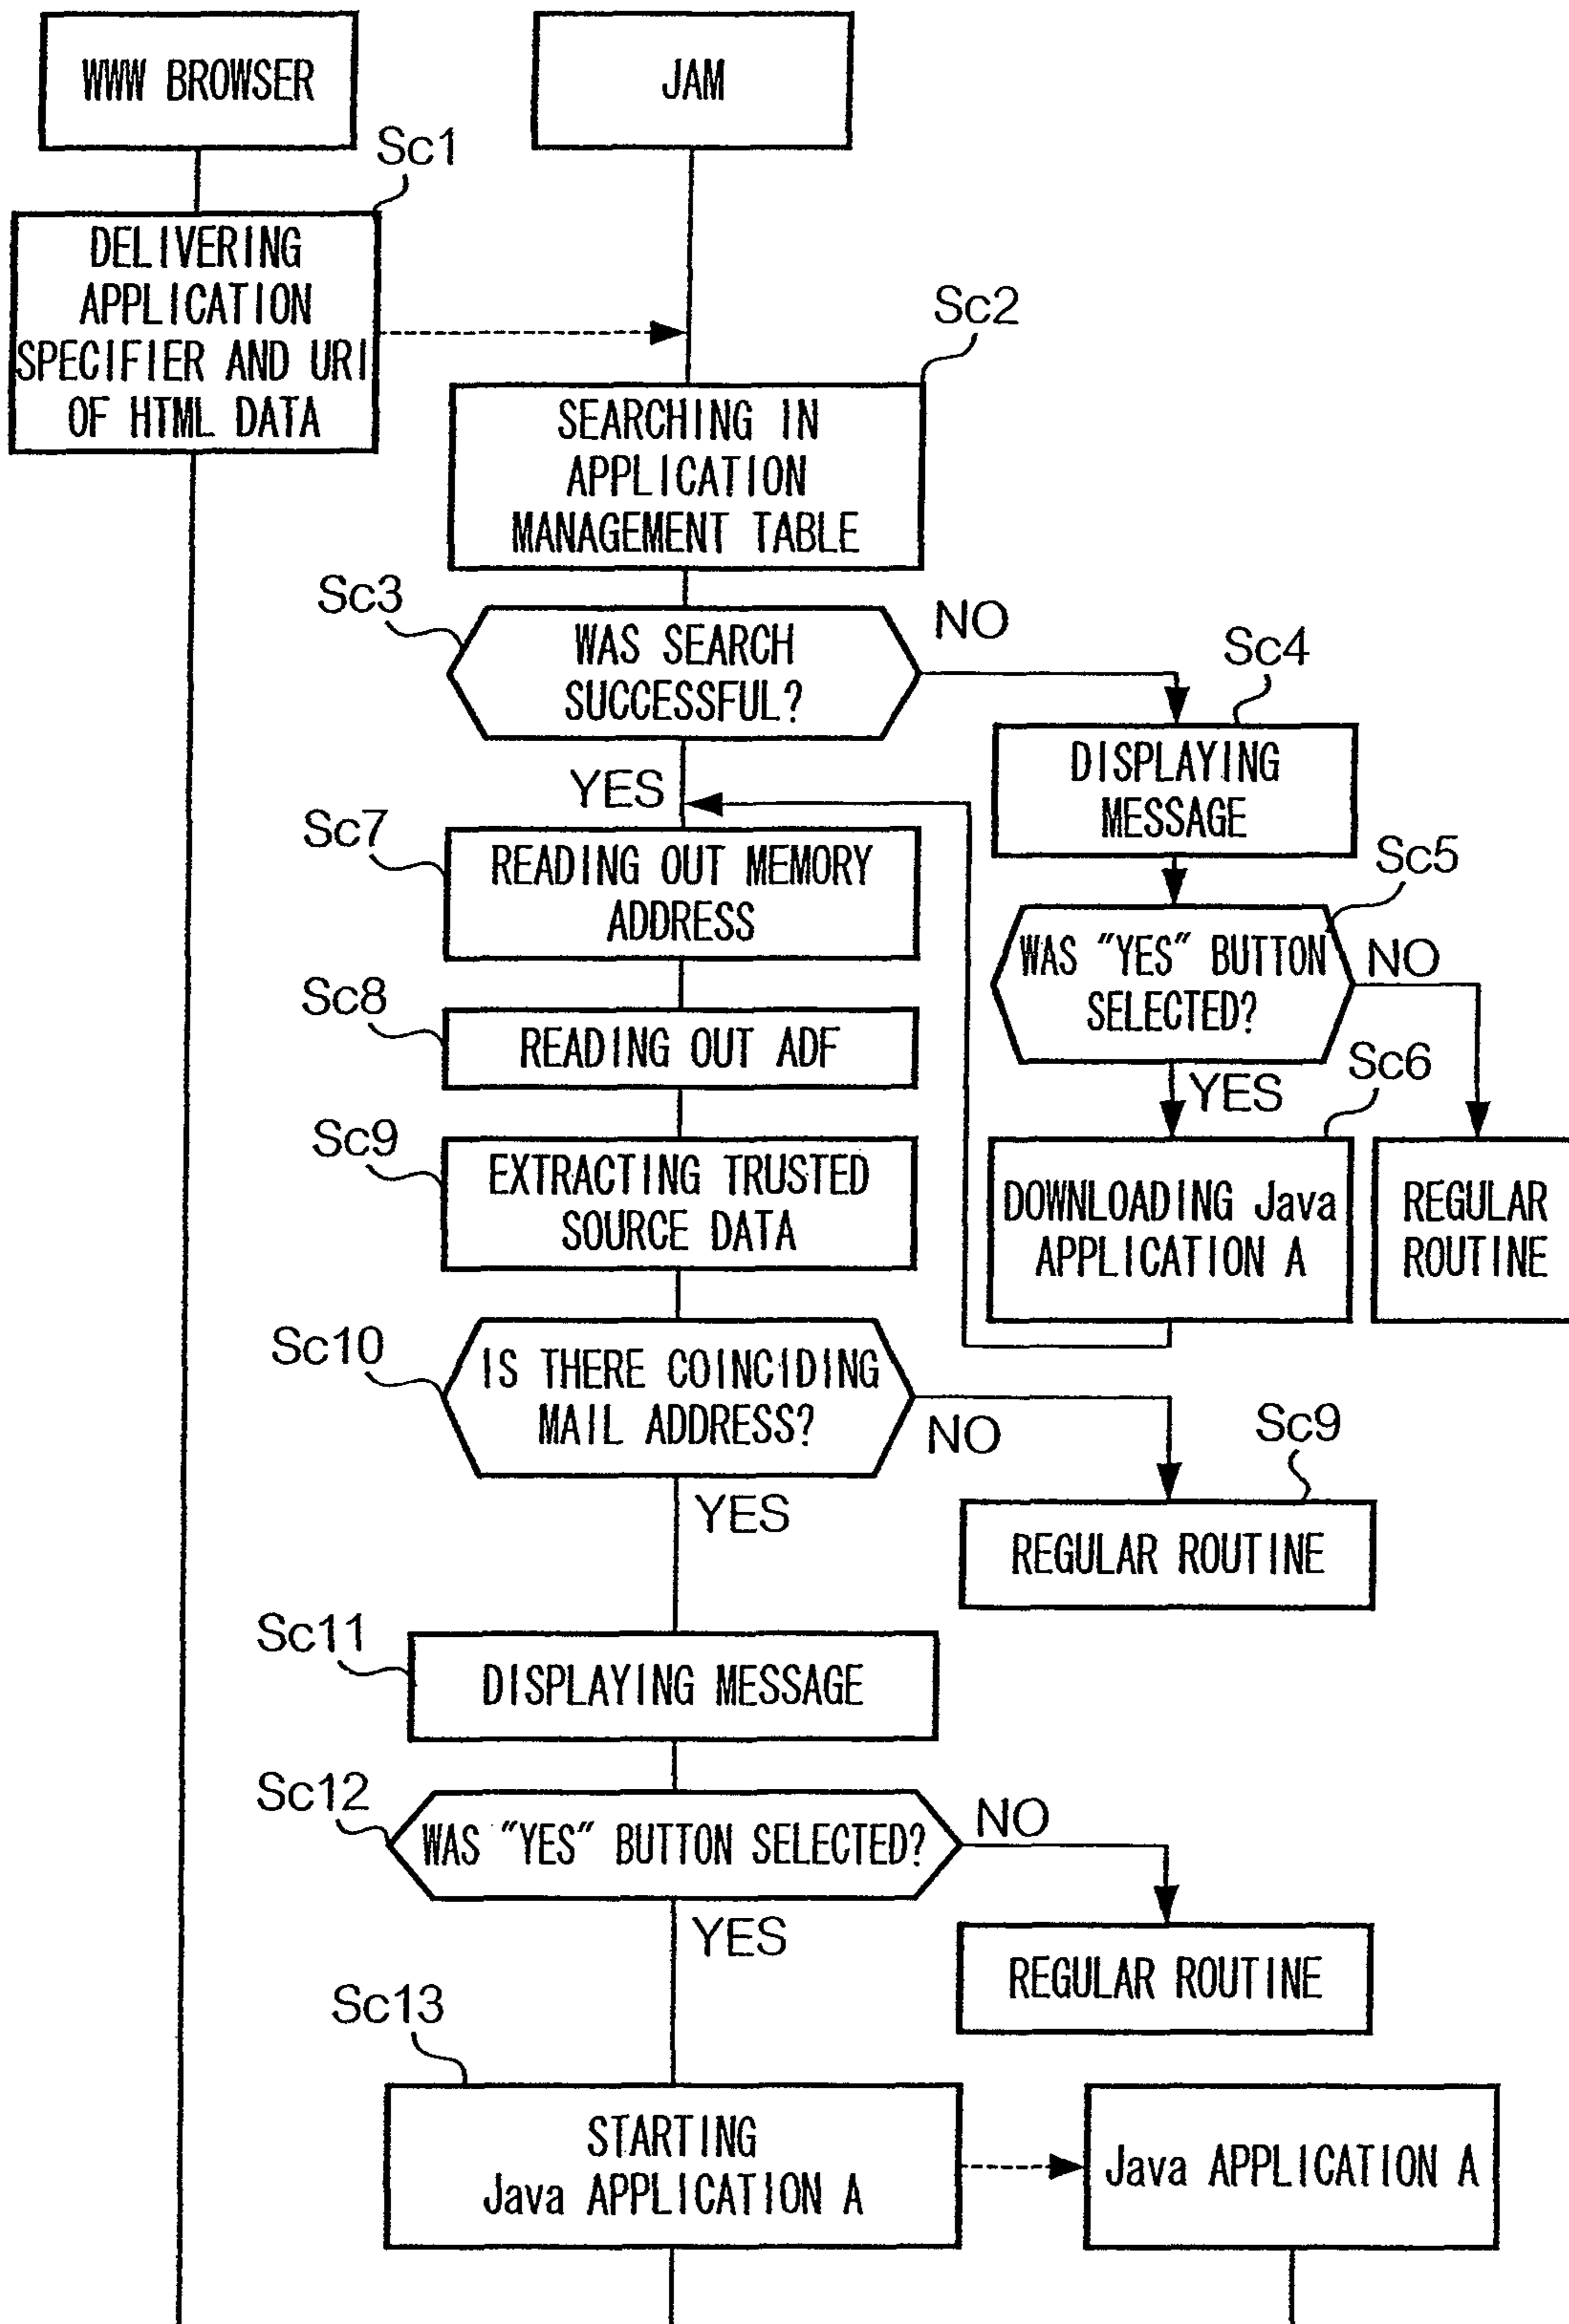 WWW BROWSER
JAM
Sc1
DELIVERING
APPLICATION
SPECIFIER AND URI
OF HTML DATA
Sc2
SEARCHING IN
APPLICATION
MANAGEMENT TABLE
Sc3
WAS SEARCH
SUCCESSFUL?
NO
YES
Sc4
DISPLAYING
MESSAGE
Sc5
WAS "YES" BUTTON
SELECTED?
NO
YES
Sc6
DOWNLOADING Java
APPLICATION A
REGULAR
ROUTINE
Sc7
READING OUT MEMORY
ADDRESS
Sc8
READING OUT ADF
Sc9
EXTRACTING TRUSTED
SOURCE DATA
Sc10
IS THERE COINCIDING
MAIL ADDRESS?
NO
YES
Sc9
REGULAR ROUTINE
Sc11
DISPLAYING MESSAGE
Sc12
WAS "YES" BUTTON SELECTED?
NO
YES
REGULAR ROUTINE
Sc13
STARTING
Java APPLICATION A
Java APPLICATION A